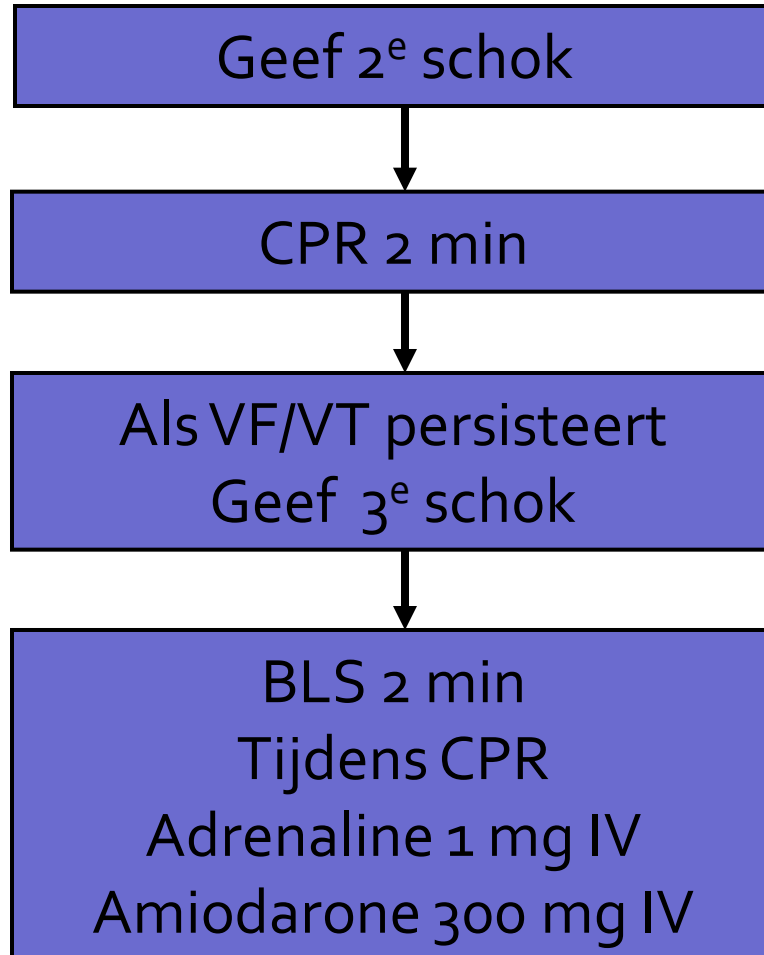 Geef 2e schok
CPR 2 min
Als VF/VT persisteert
Geef 3e schok
BLS 2 min
Tijdens CPR
Adrenaline 1 mg IV
Amiodarone 300 mg IV